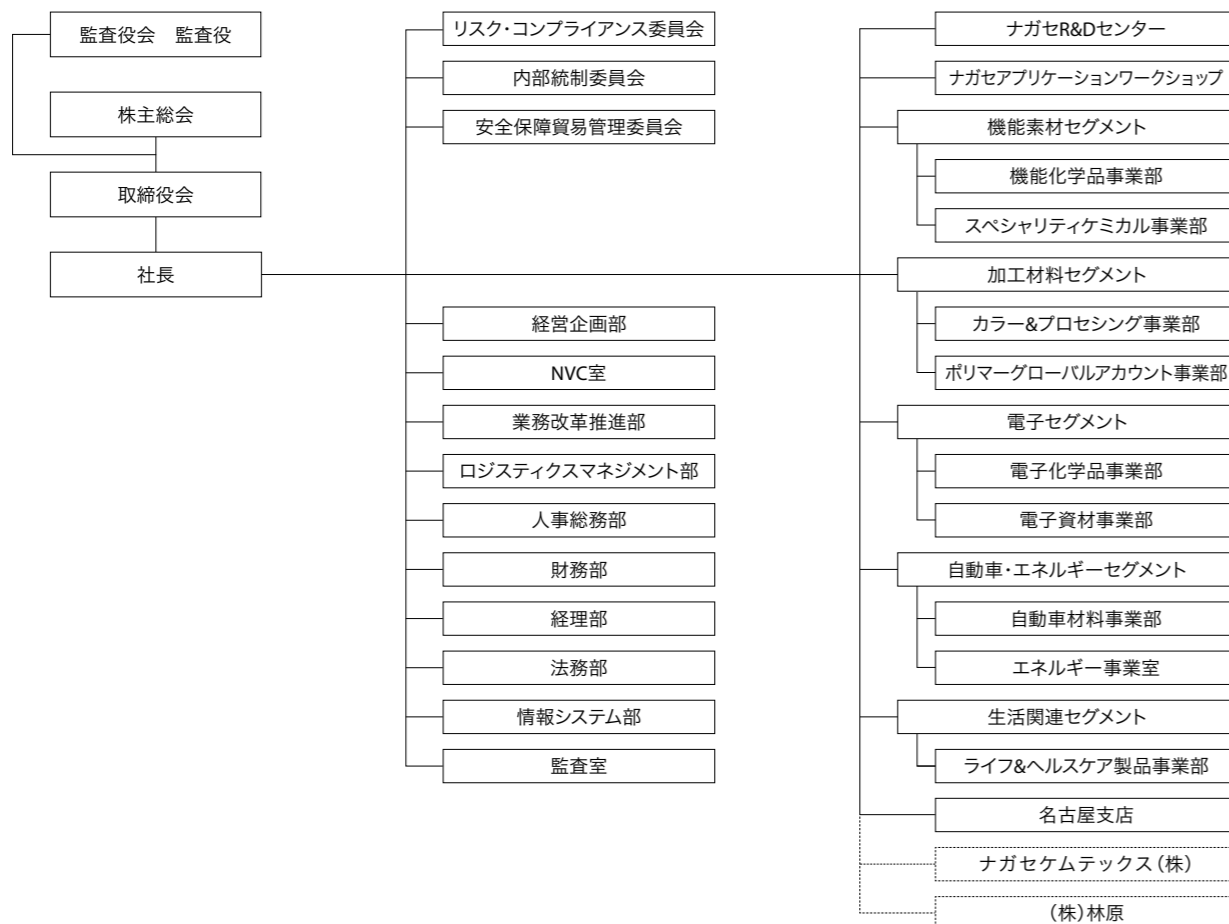 監査役会　監査役
株主総会
取締役会
社長
リスク・コンプライアンス委員会
内部統制委員会
安全保障貿易管理委員会
経営企画部
NVC室
業務改革推進部
ロジスティクスマネジメント部
人事総務部
財務部
経理部
法務部
情報システム部
監査室
ナガセR&Dセンター
ナガセアプリケーションワークショップ
機能素材セグメント
機能化学品事業部
スペシャリティケミカル事業部
加工材料セグメント
カラー&プロセシング事業部
ポリマーグローバルアカウント事業部
電子セグメント
電子化学品事業部
電子資材事業部
自動車・エネルギーセグメント
自動車材料事業部
エネルギー事業室
生活関連セグメント
ライフ&ヘルスケア製品事業部
名古屋支店
ナガセケムテックス(株)
(株)林原